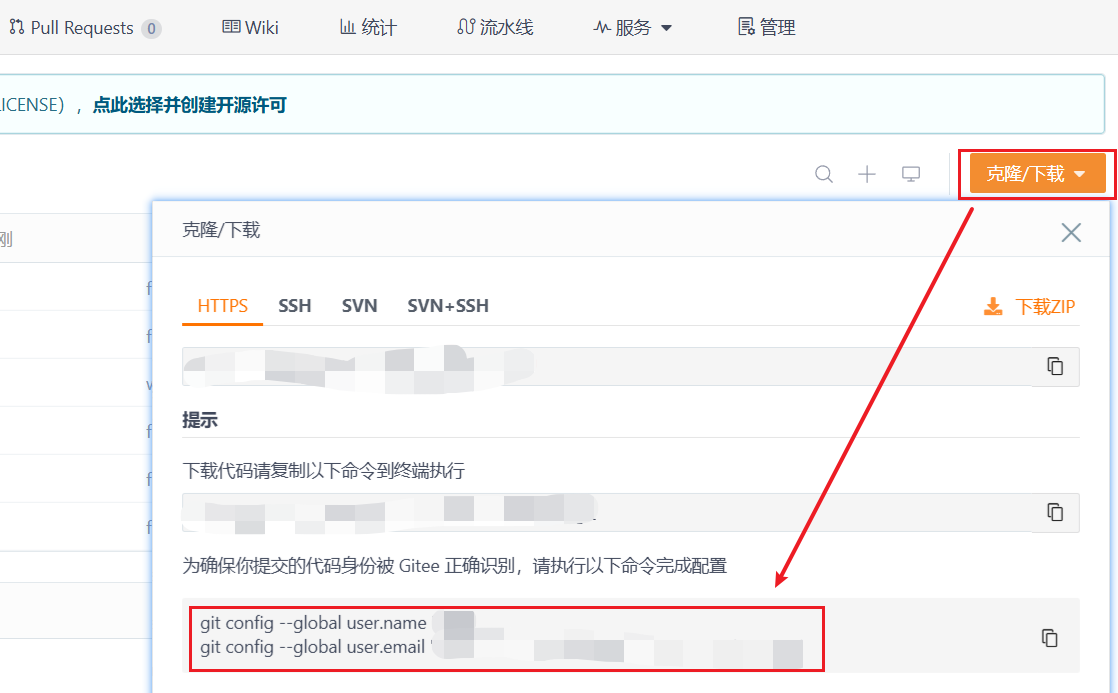 Pull Requests 0 Wiki 统计 流水线 服务 管理
ICENSE），点此选择并创建开源许可
克隆/下载
克隆/下载
刚
HTTPS SSH SVN SVN+SSH 下载ZIP
提示
下载代码请复制以下命令到终端执行
为确保你提交的代码身份被 Gitee 正确识别，请执行以下命令完成配置
git config --global user.name
git config --global user.email '